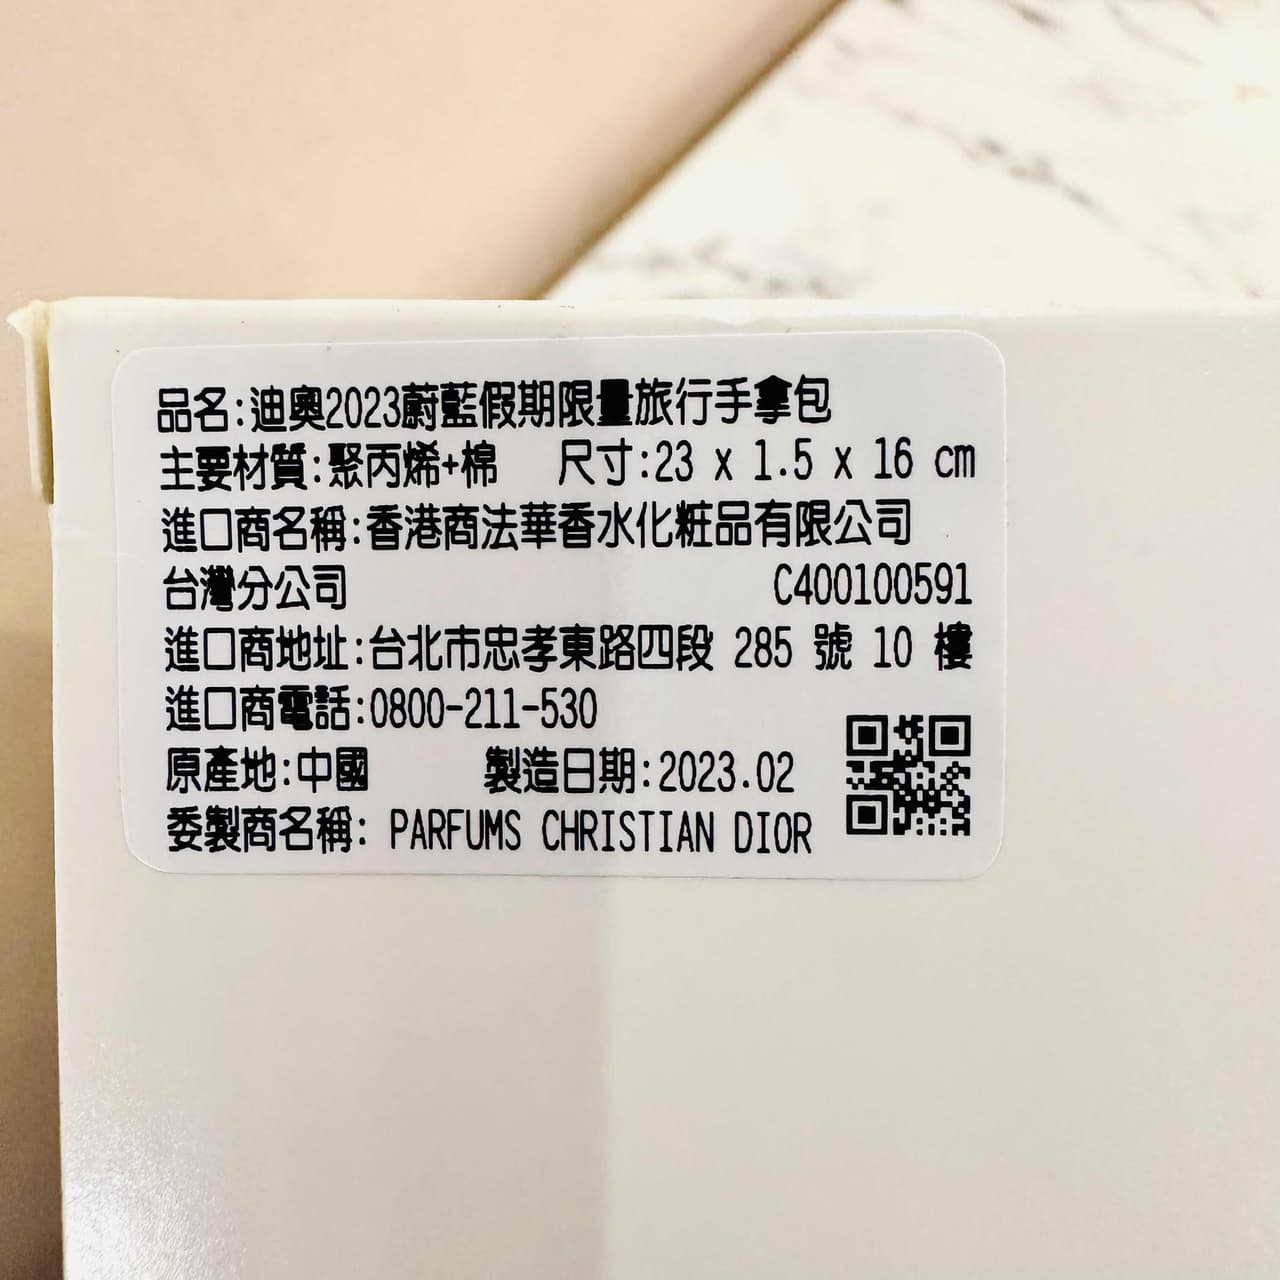 品名:迪奧2023蔚藍假期限量旅行手拿包
主要材質:聚丙烯+棉 尺寸:23 x 1.5 x 16 cm
進口商名稱:香港商法華香水化粧品有限公司
台灣分公司 C400100591
進口商地址:台北市忠孝東路四段 285 號 10 樓
進口商電話:0800-211-530
原產地:中國 製造日期:2023.02
委製商名稱: PARFUMS CHRISTIAN DIOR